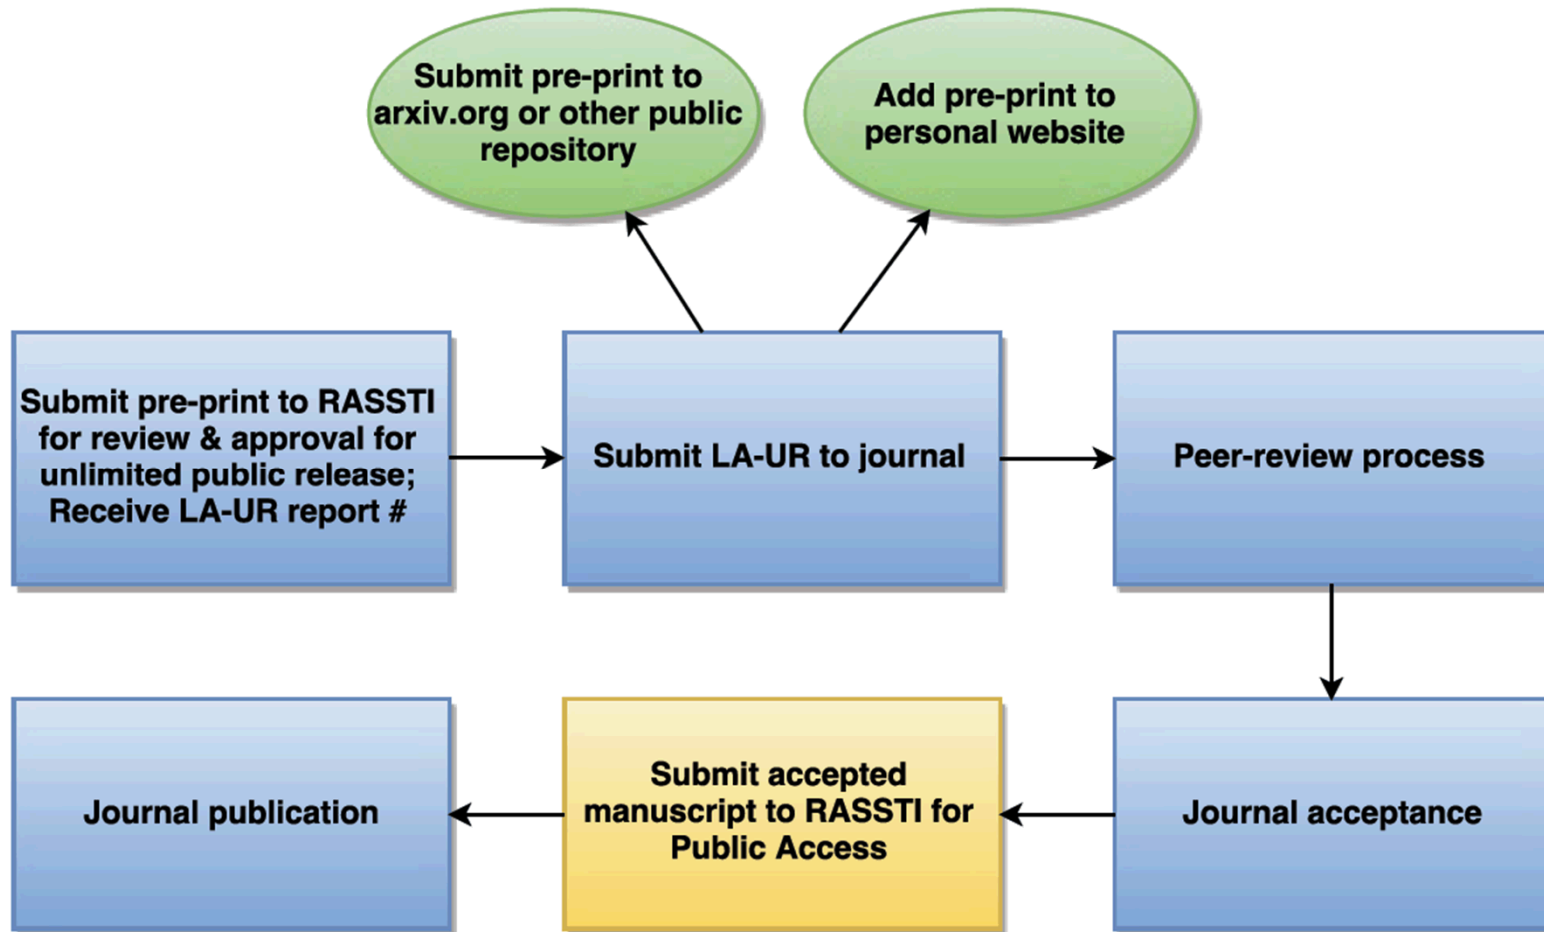 Submit pre-print to
arxiv.org or other public
repository
Add pre-print to
personal website
Submit pre-print to RASSTI
for review & approval for
unlimited public release;
Receive LA-UR report #
Submit LA-UR to journal
Peer-review process
Journal publication
Submit accepted
manuscript to RASSTI for
Public Access
Journal acceptance